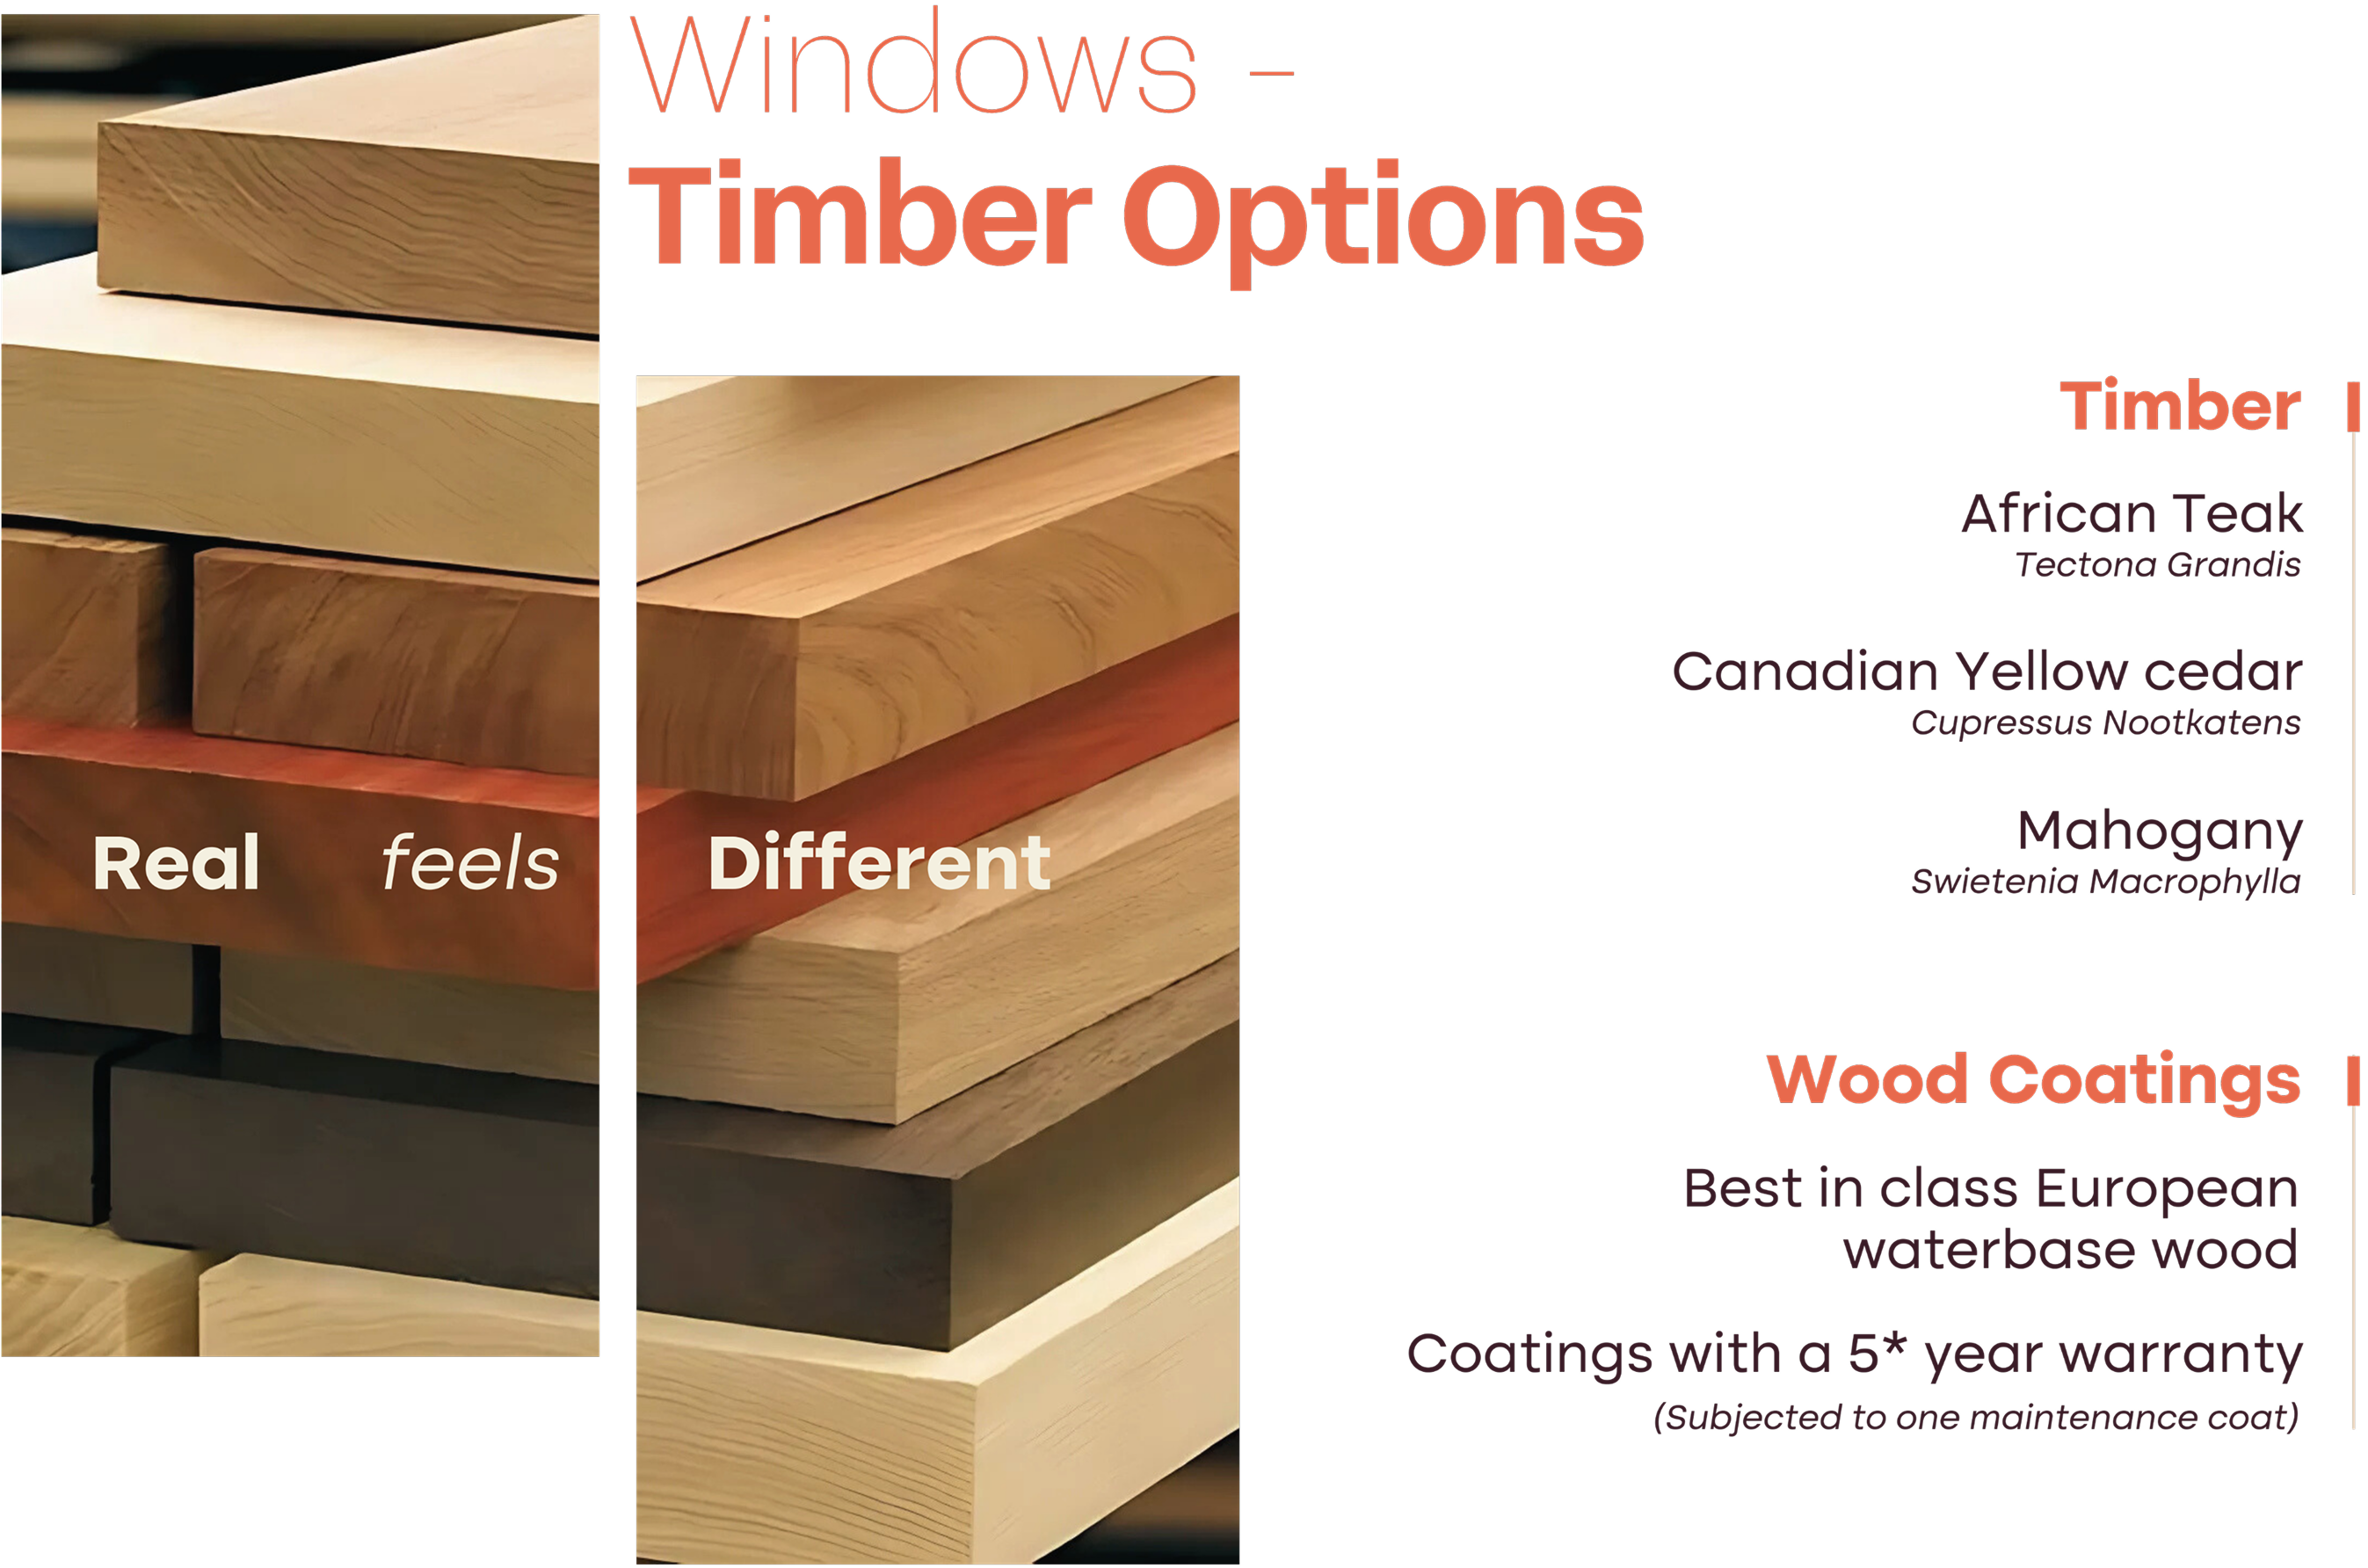 Windows -
Timber Options
Real feels Different
Timber
African Teak
Tectona Grandis
Canadian Yellow cedar
Cupressus Nootkatens
Mahogany
Swietenia Macrophylla
Wood Coatings
Best in class European
waterbase wood
Coatings with a 5* year warranty
(Subjected to one maintenance coat)